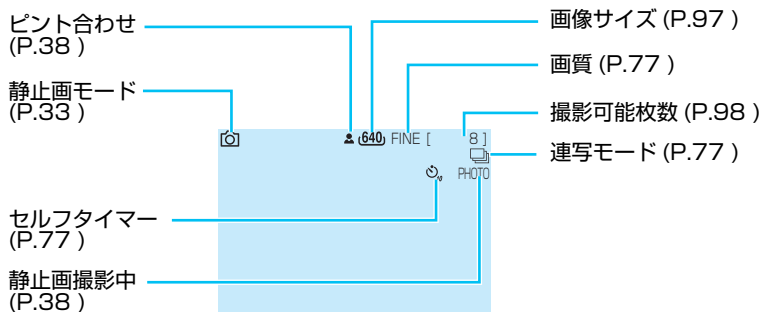 ピント合わせ
(P.38 )
静止画モード
(P.33 )
セルフタイマー
(P.77 )
静止画撮影中
(P.38 )
640 FINE [ 8 ]
PHOTO
画像サイズ (P.97 )
画質 (P.77 )
撮影可能枚数 (P.98 )
連写モード (P.77 )